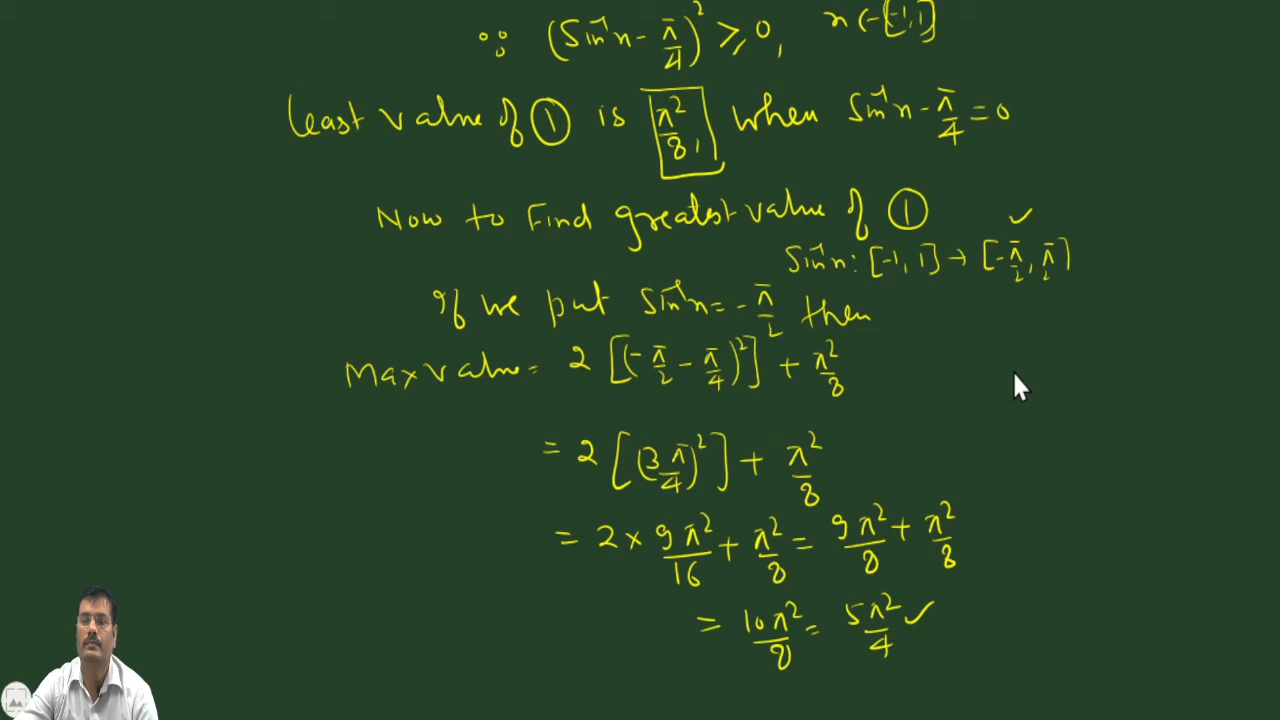 ∵ (Sin⁻¹x - π/4)² ≥ 0, x ∈ [-1, 1]
Least value of ① is π²/8, when Sin⁻¹x - π/4 = 0
Now to Find greatest value of ① ✓
Sin⁻¹x : [-1, 1] → [-π/2, π/2]
If we put Sin⁻¹x = -π/2 then
Max value = 2 [(-π/2 - π/4)²] + π²/8
= 2 [(3π/4)²] + π²/8
= 2 × 9π²/16 + π²/8 = 9π²/8 + π²/8
= 10π²/8 = 5π²/4 ✓